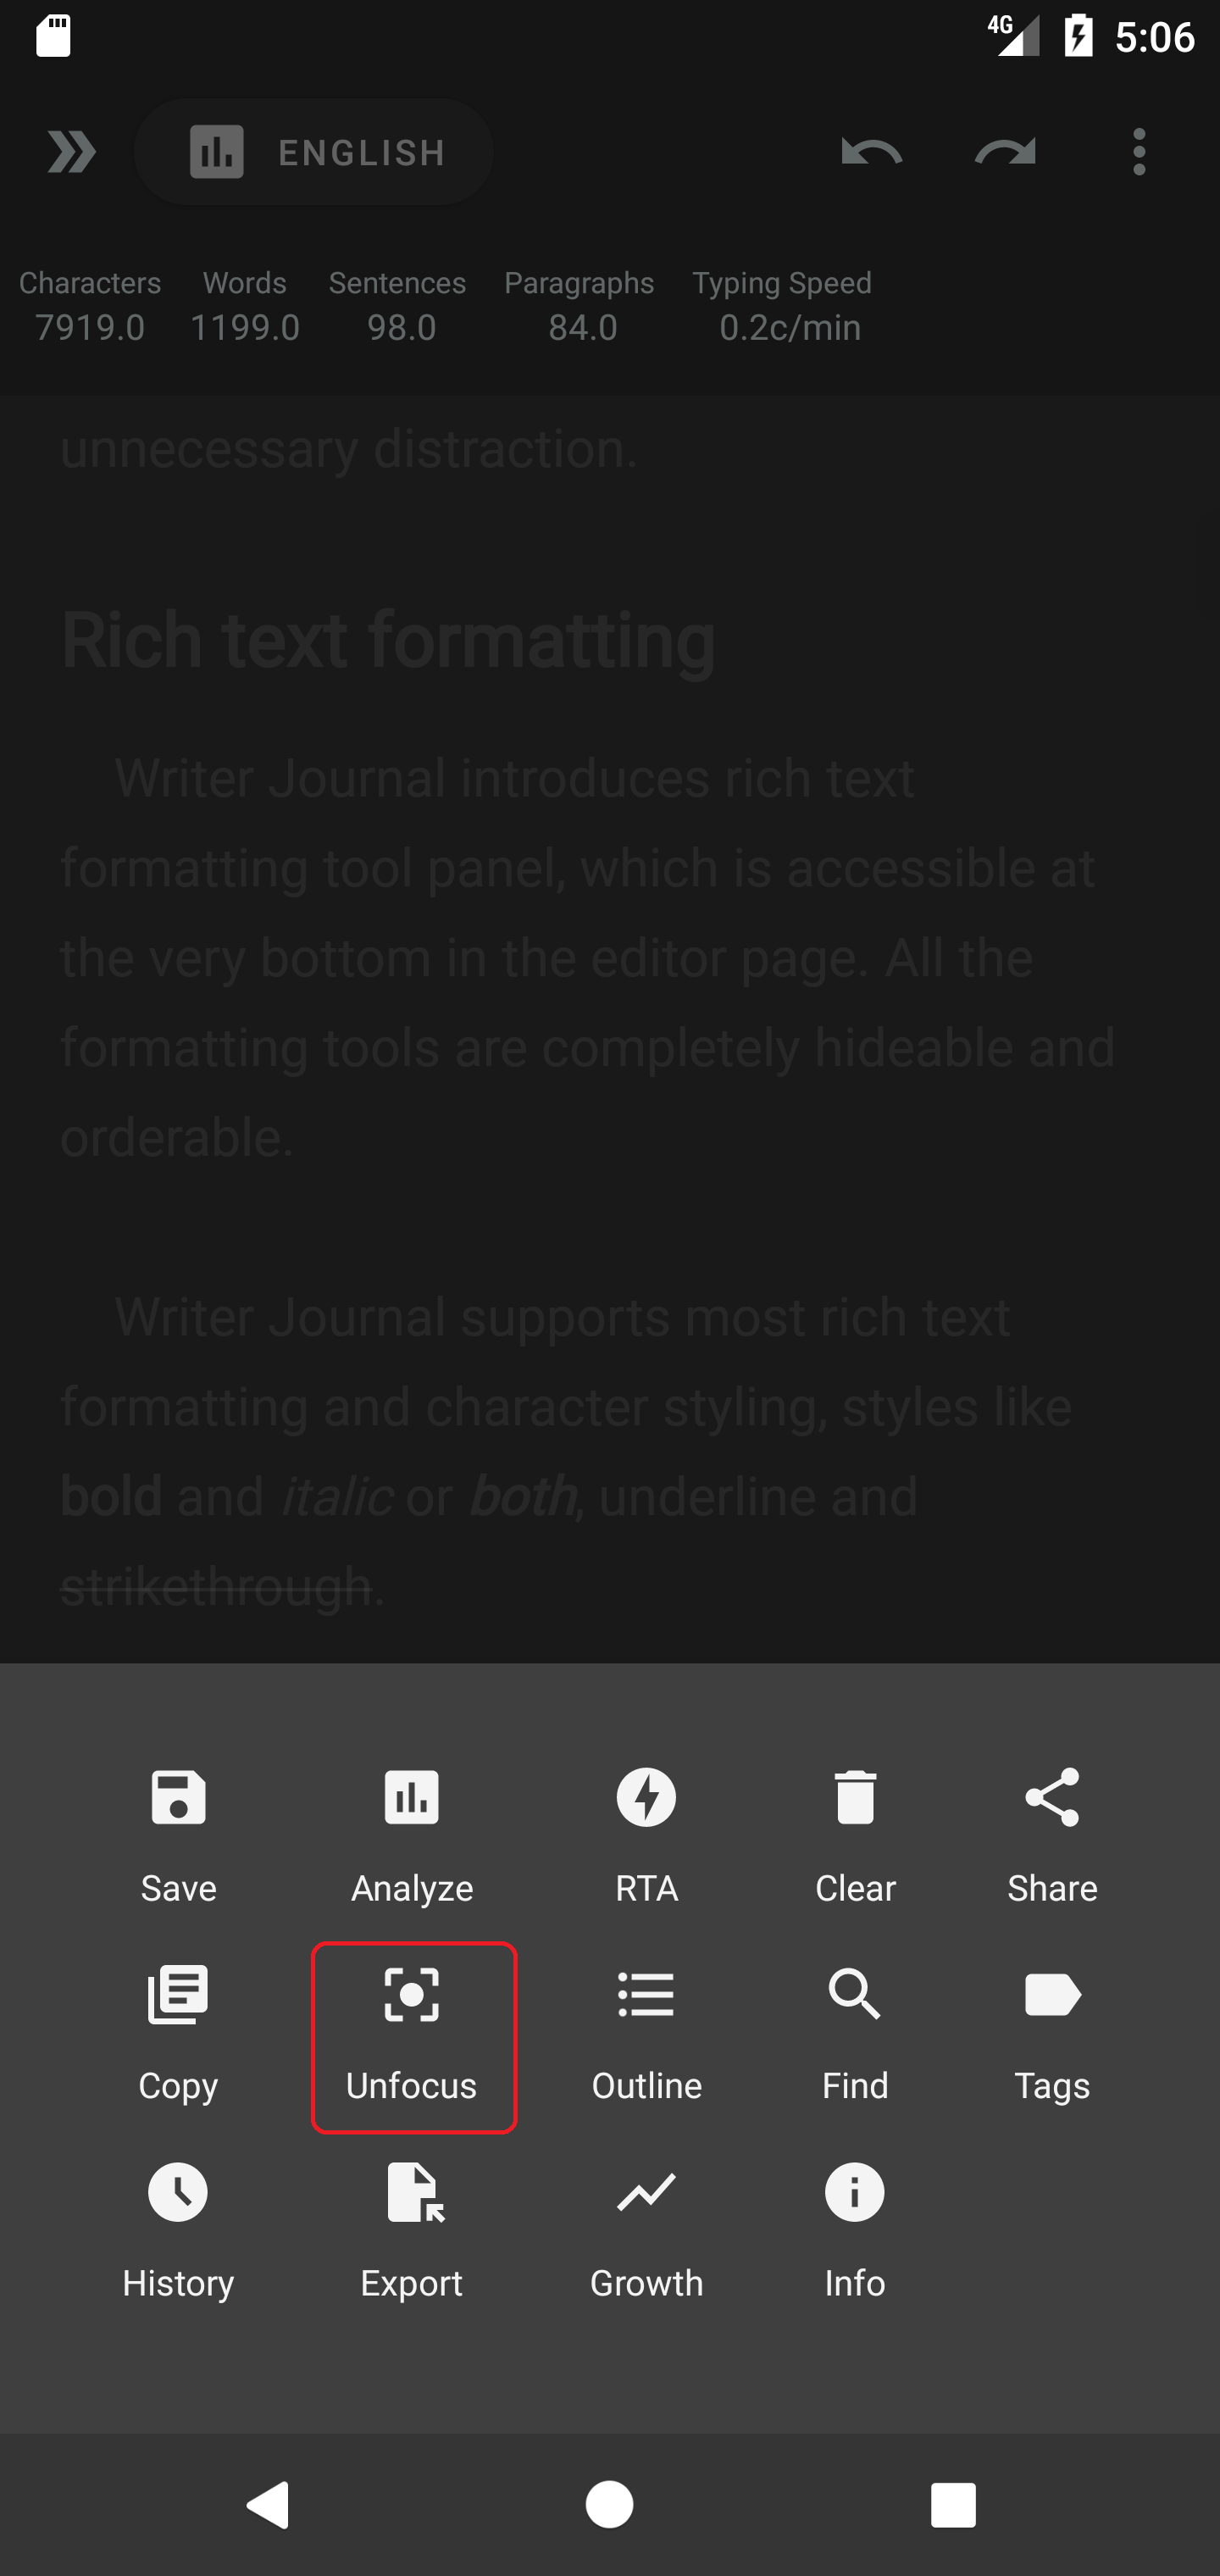 4G 5:06
ENGLISH
Characters Words Sentences Paragraphs Typing Speed
7919.0 1199.0 98.0 84.0 0.2c/min
unnecessary distraction.
Rich text formatting
Writer Journal introduces rich text
formatting tool panel, which is accessible at
the very bottom in the editor page. All the
formatting tools are completely hideable and
orderable.
Writer Journal supports most rich text
formatting and character styling, styles like
bold and italic or both, underline and
strikethrough.
Save Analyze RTA Clear Share
Copy Unfocus Outline Find Tags
History Export Growth Info